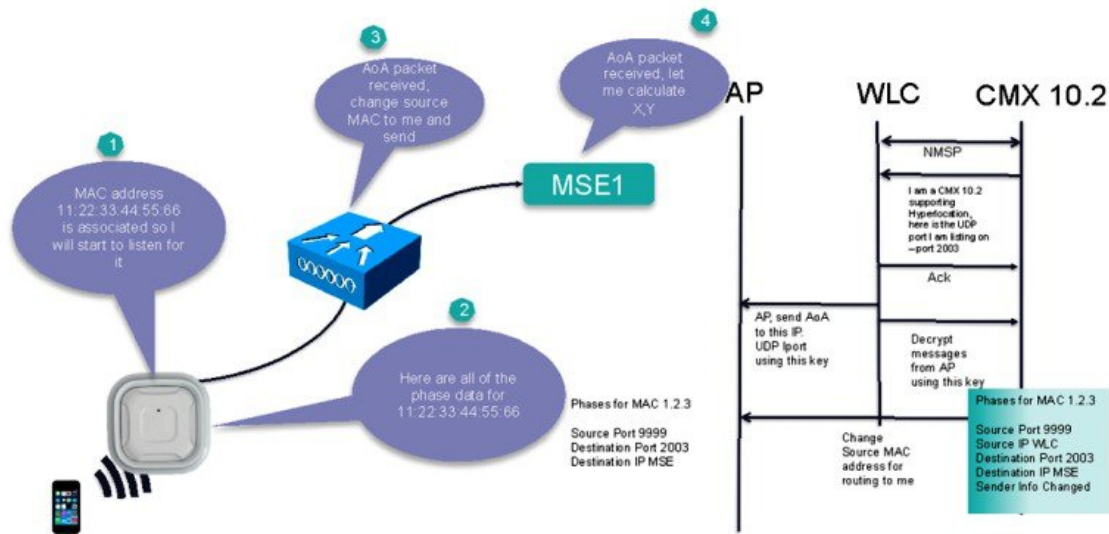 1
MAC address
11:22:33:44:55:66
is associated so I
will start to listen for
it
2
Here are all of the
phase data for
11:22:33:44:55:66
3
AoA packet
received,
change source
MAC to me and
send
4
AoA packet
received, let
me calculate
X,Y
MSE1
AP
WLC
CMX 10.2
NMSP
I am a CMX 10.2
supporting
Hyperlocation,
here is the UDP
port I am listing on
–port 2003
Ack
AP, send AoA
to this IP.
UDP lport
using this key
Decrypt
messages
from AP
using this key
Phases for MAC 1.2.3
Source Port 9999
Destination Port 2003
Destination IP MSE
Change
Source MAC
address for
routing to me
Phases for MAC 1.2.3
Source Port 9999
Source IP WLC
Destination Port 2003
Destination IP MSE
Sender Info Changed